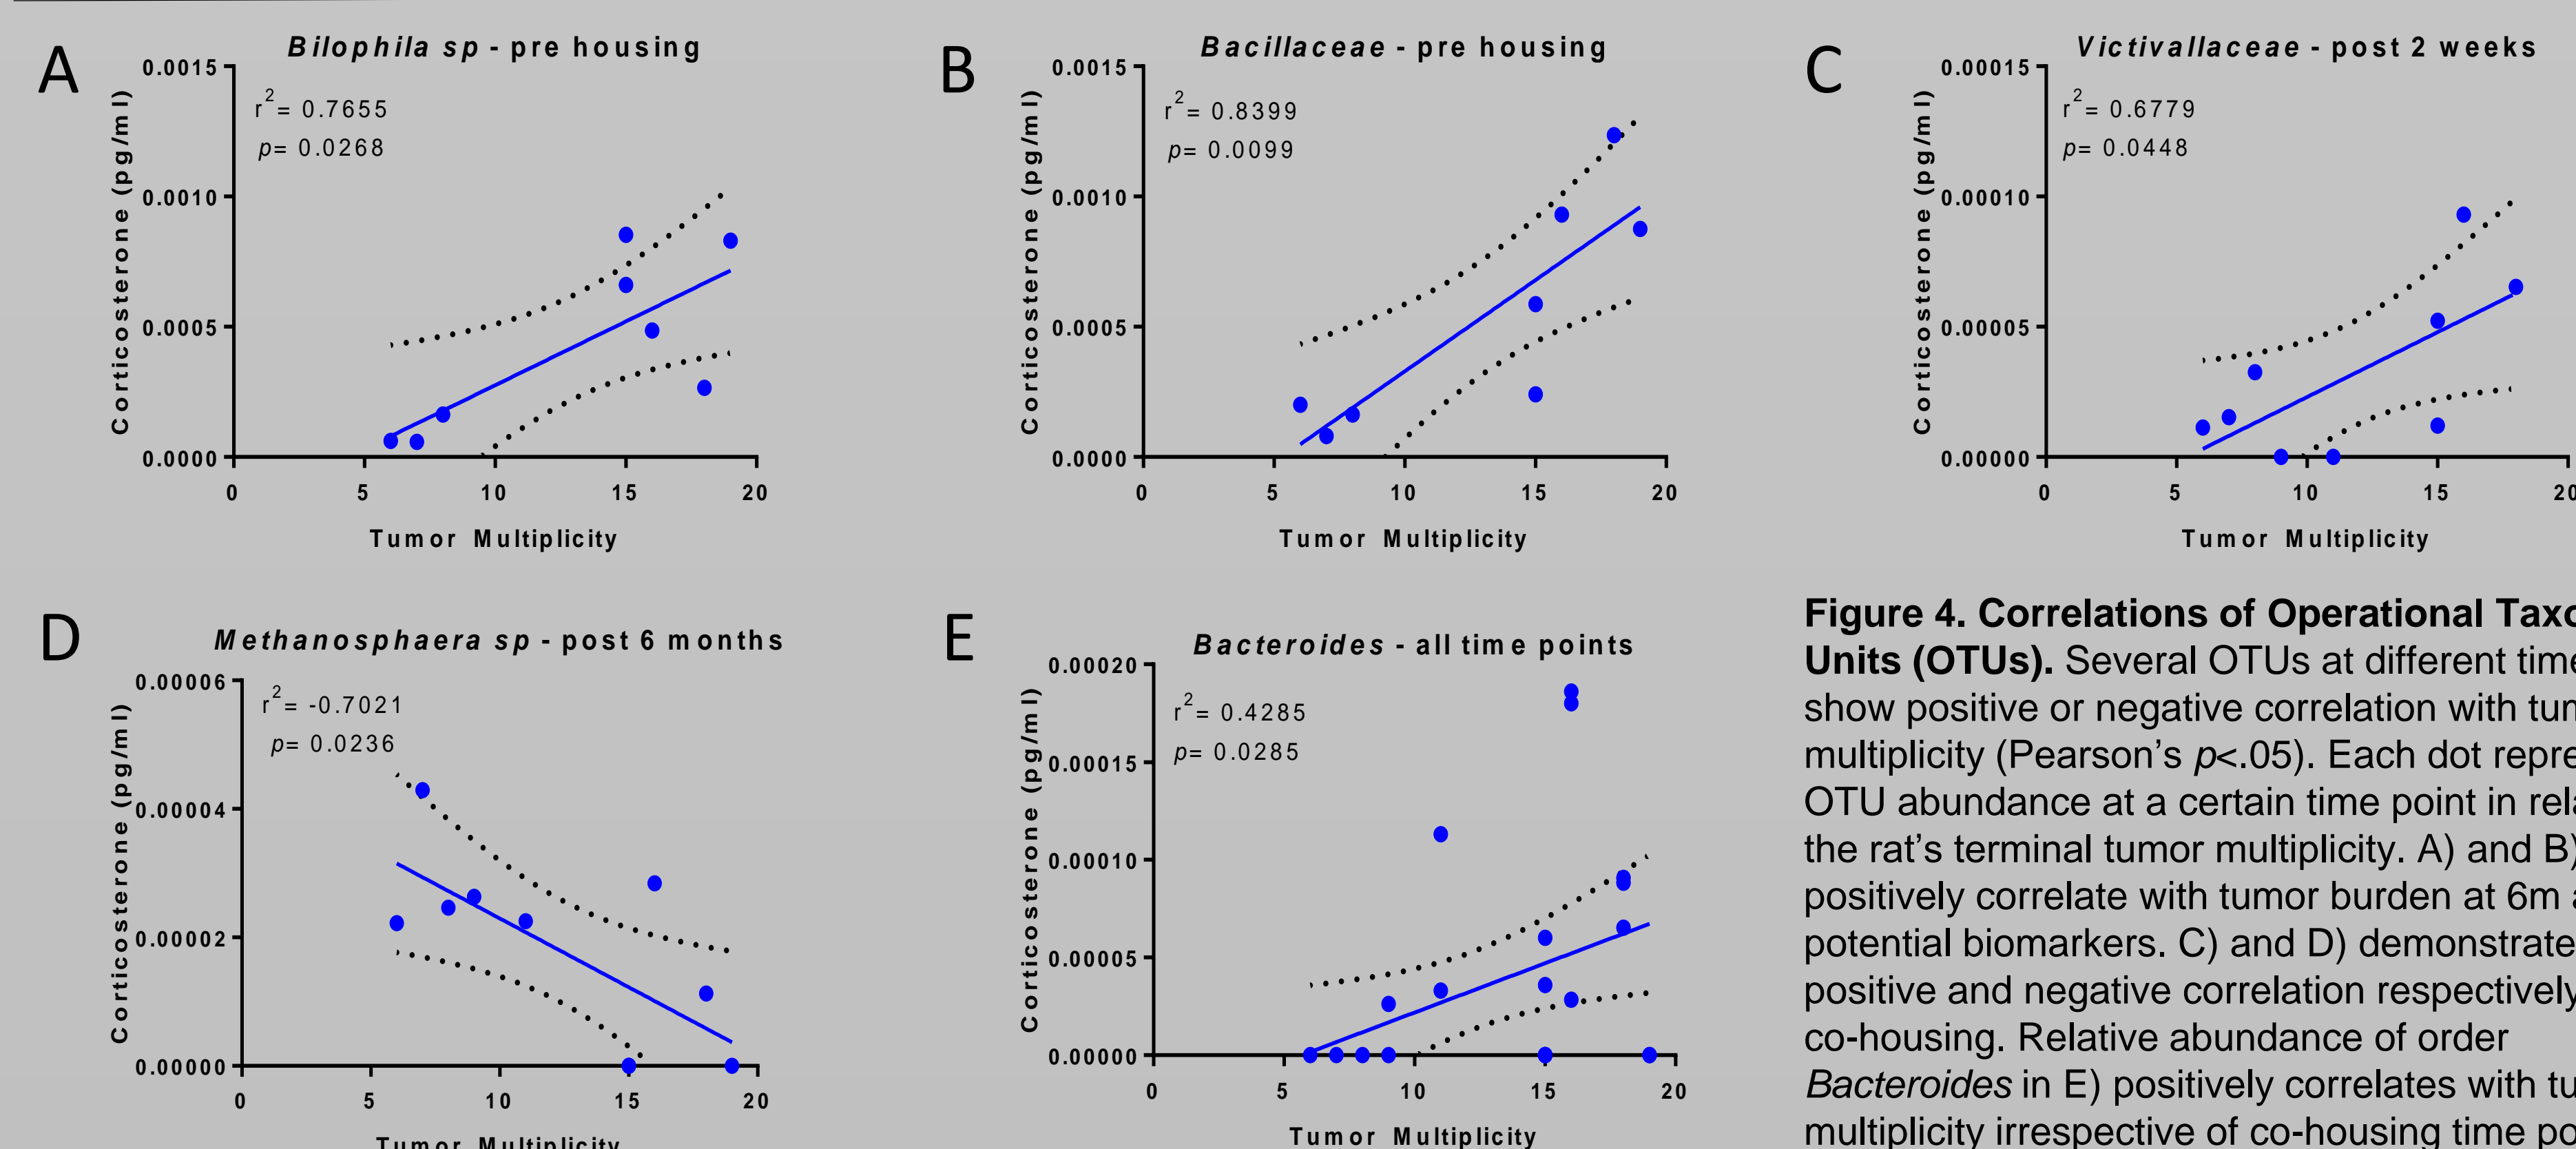 A
Bilophila sp - pre housing
0.0015
0.0010
0.0005
0.0000
Corticosterone (pg/ml)
r2= 0.7655
p= 0.0268
0 5 10 15 20
Tumor Multiplicity
B
Bacillaceae - pre housing
0.0015
0.0010
0.0005
0.0000
Corticosterone (pg/ml)
r2= 0.8399
p= 0.0099
0 5 10 15 20
Tumor Multiplicity
C
Victivallaceae - post 2 weeks
0.00015
0.00010
0.00005
0.00000
Corticosterone (pg/ml)
r2= 0.6779
p= 0.0448
0 5 10 15 20
Tumor Multiplicity
D
Methanosphaera sp - post 6 months
0.00006
0.00004
0.00002
0.00000
Corticosterone (pg/ml)
r2= -0.7021
p= 0.0236
0 5 10 15 20
Tumor Multiplicity
E
Bacteroides - all time points
0.00020
0.00015
0.00010
0.00005
0.00000
Corticosterone (pg/ml)
r2= 0.4285
p= 0.0285
0 5 10 15 20
Tumor Multiplicity
Figure 4. Correlations of Operational
Units (OTUs). Several OTUs at different
show positive or negative correlation with
multiplicity (Pearson's p<.05). Each dot
OTU abundance at a certain time point in
the rat's terminal tumor multiplicity. A) and B)
positively correlate with tumor burden at 6m
potential biomarkers. C) and D) demonstrate
positive and negative correlation respectively
co-housing. Relative abundance of order
Bacteroides in E) positively correlates with
multiplicity irrespective of co-housing time